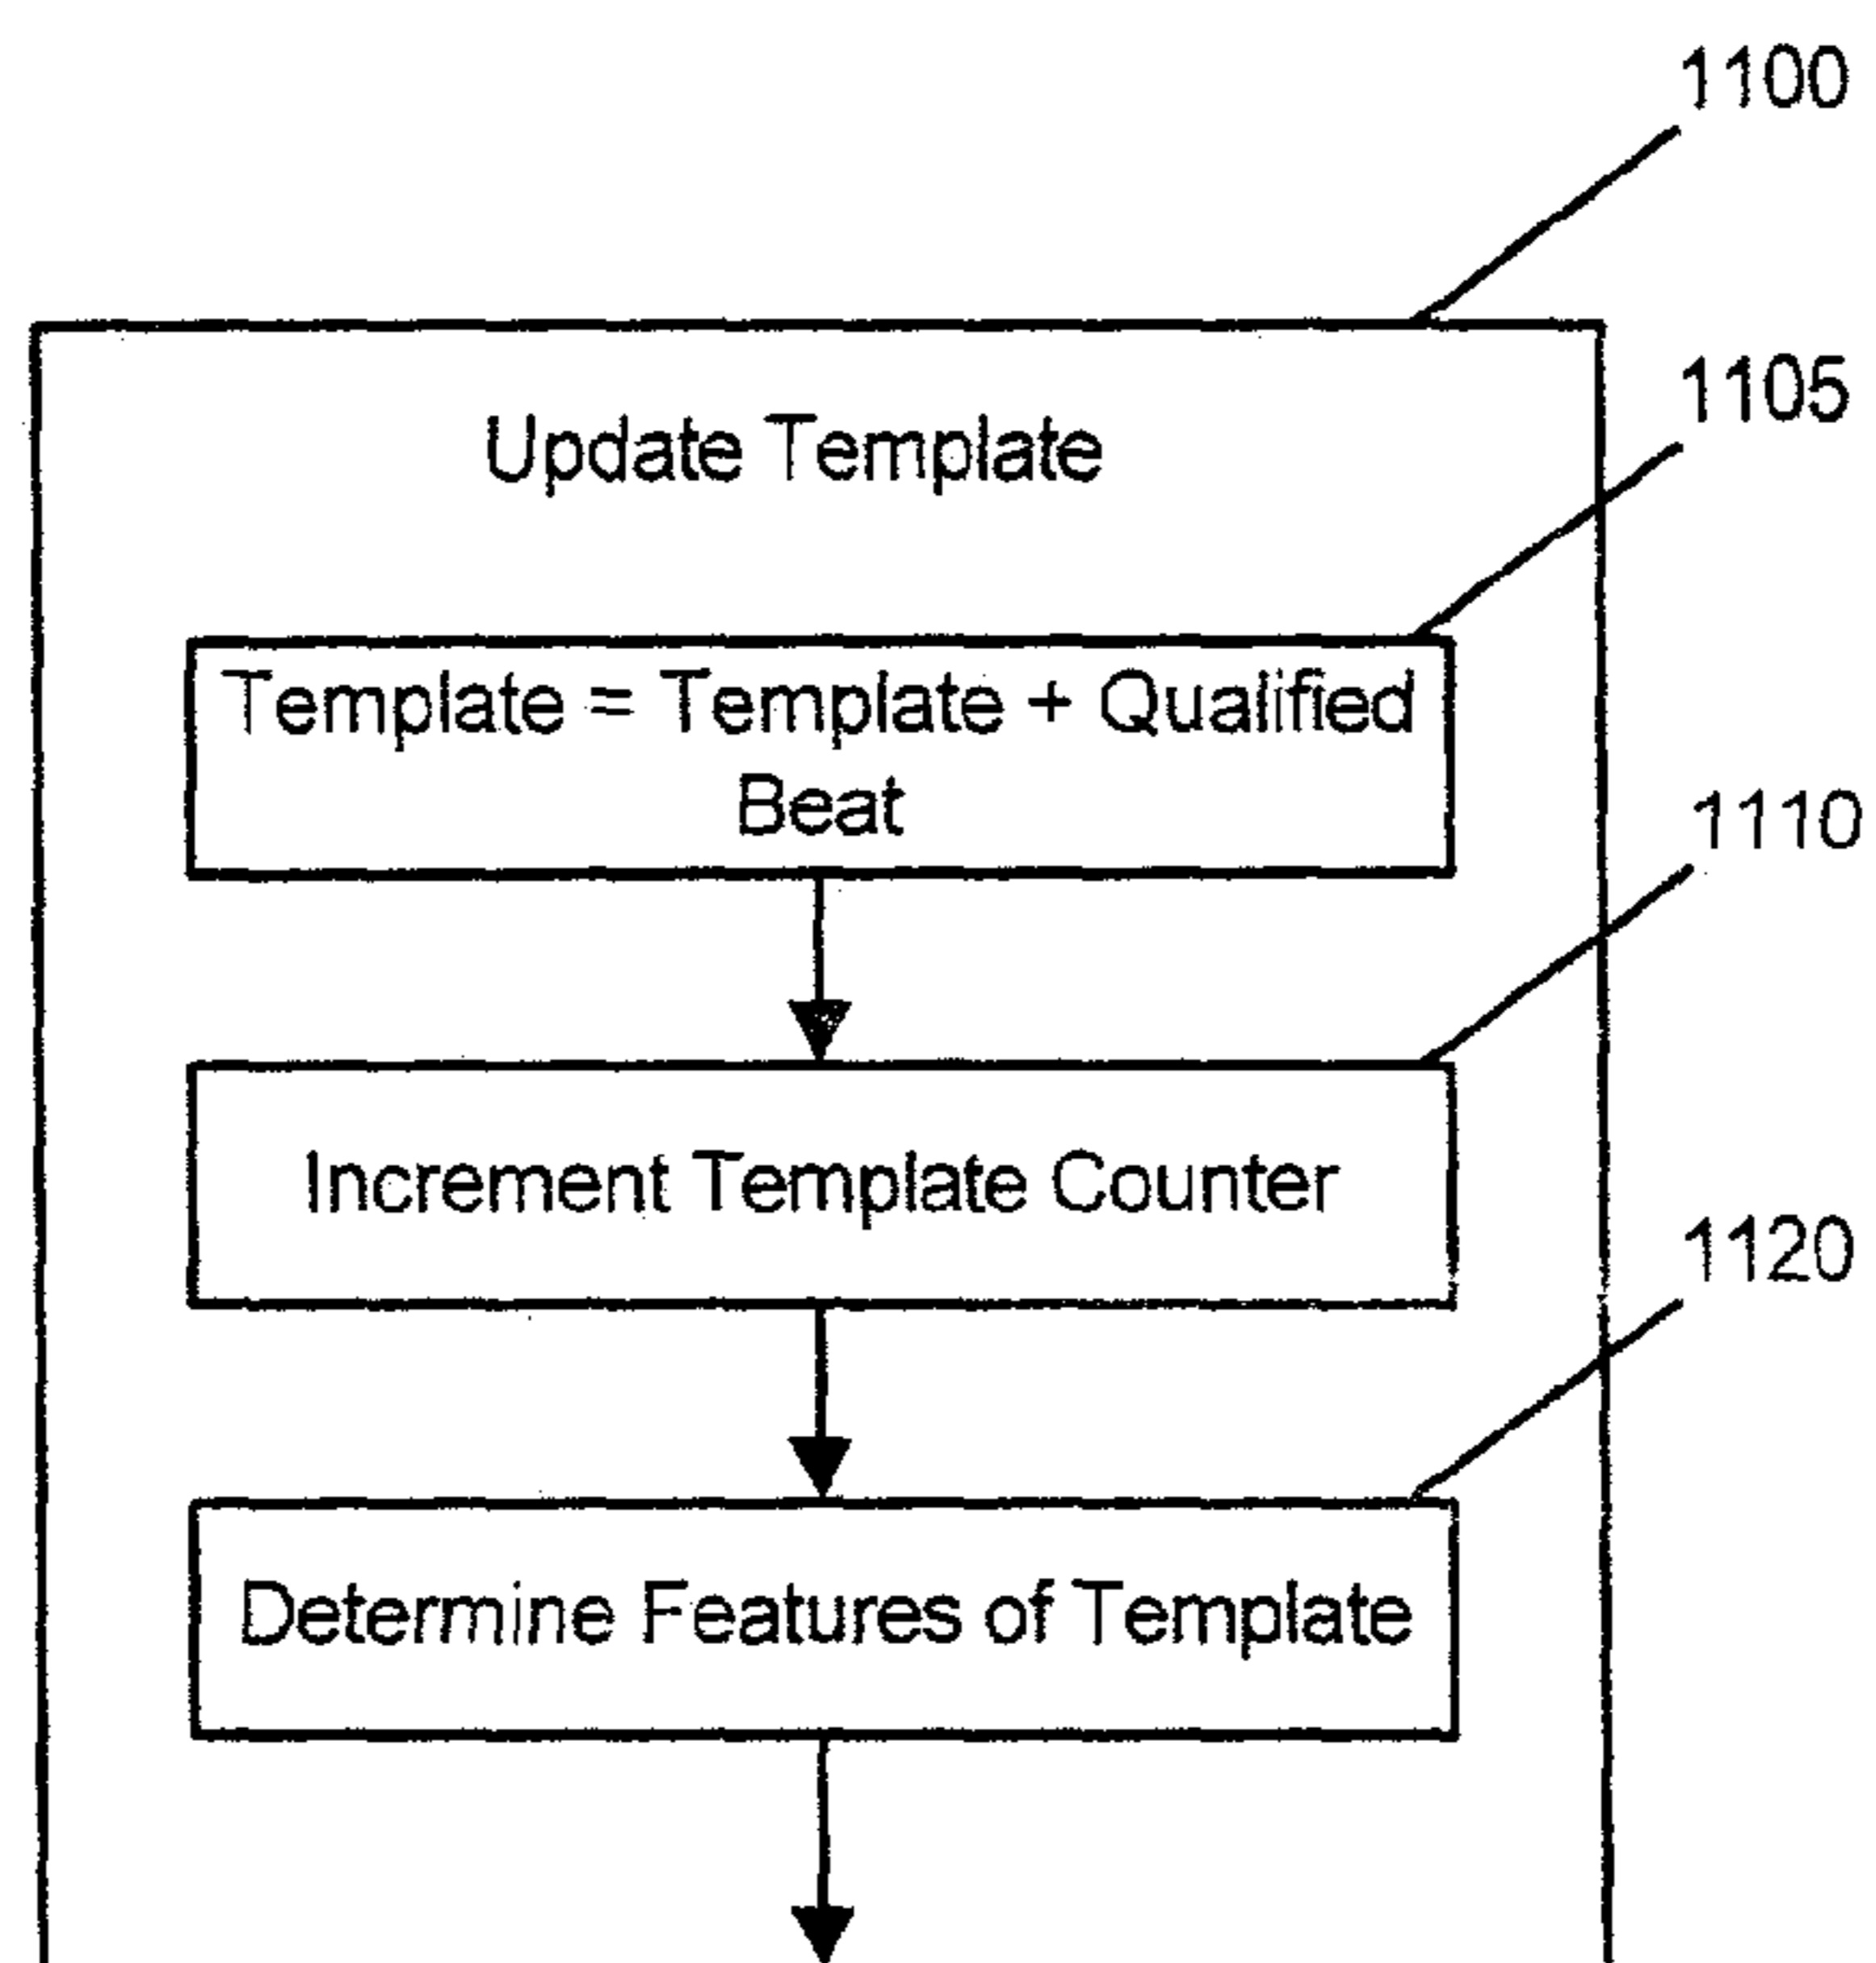 1100
Update Template
1105
Template = Template + Qualified
Beat
1110
Increment Template Counter
1120
Determine Features of Template